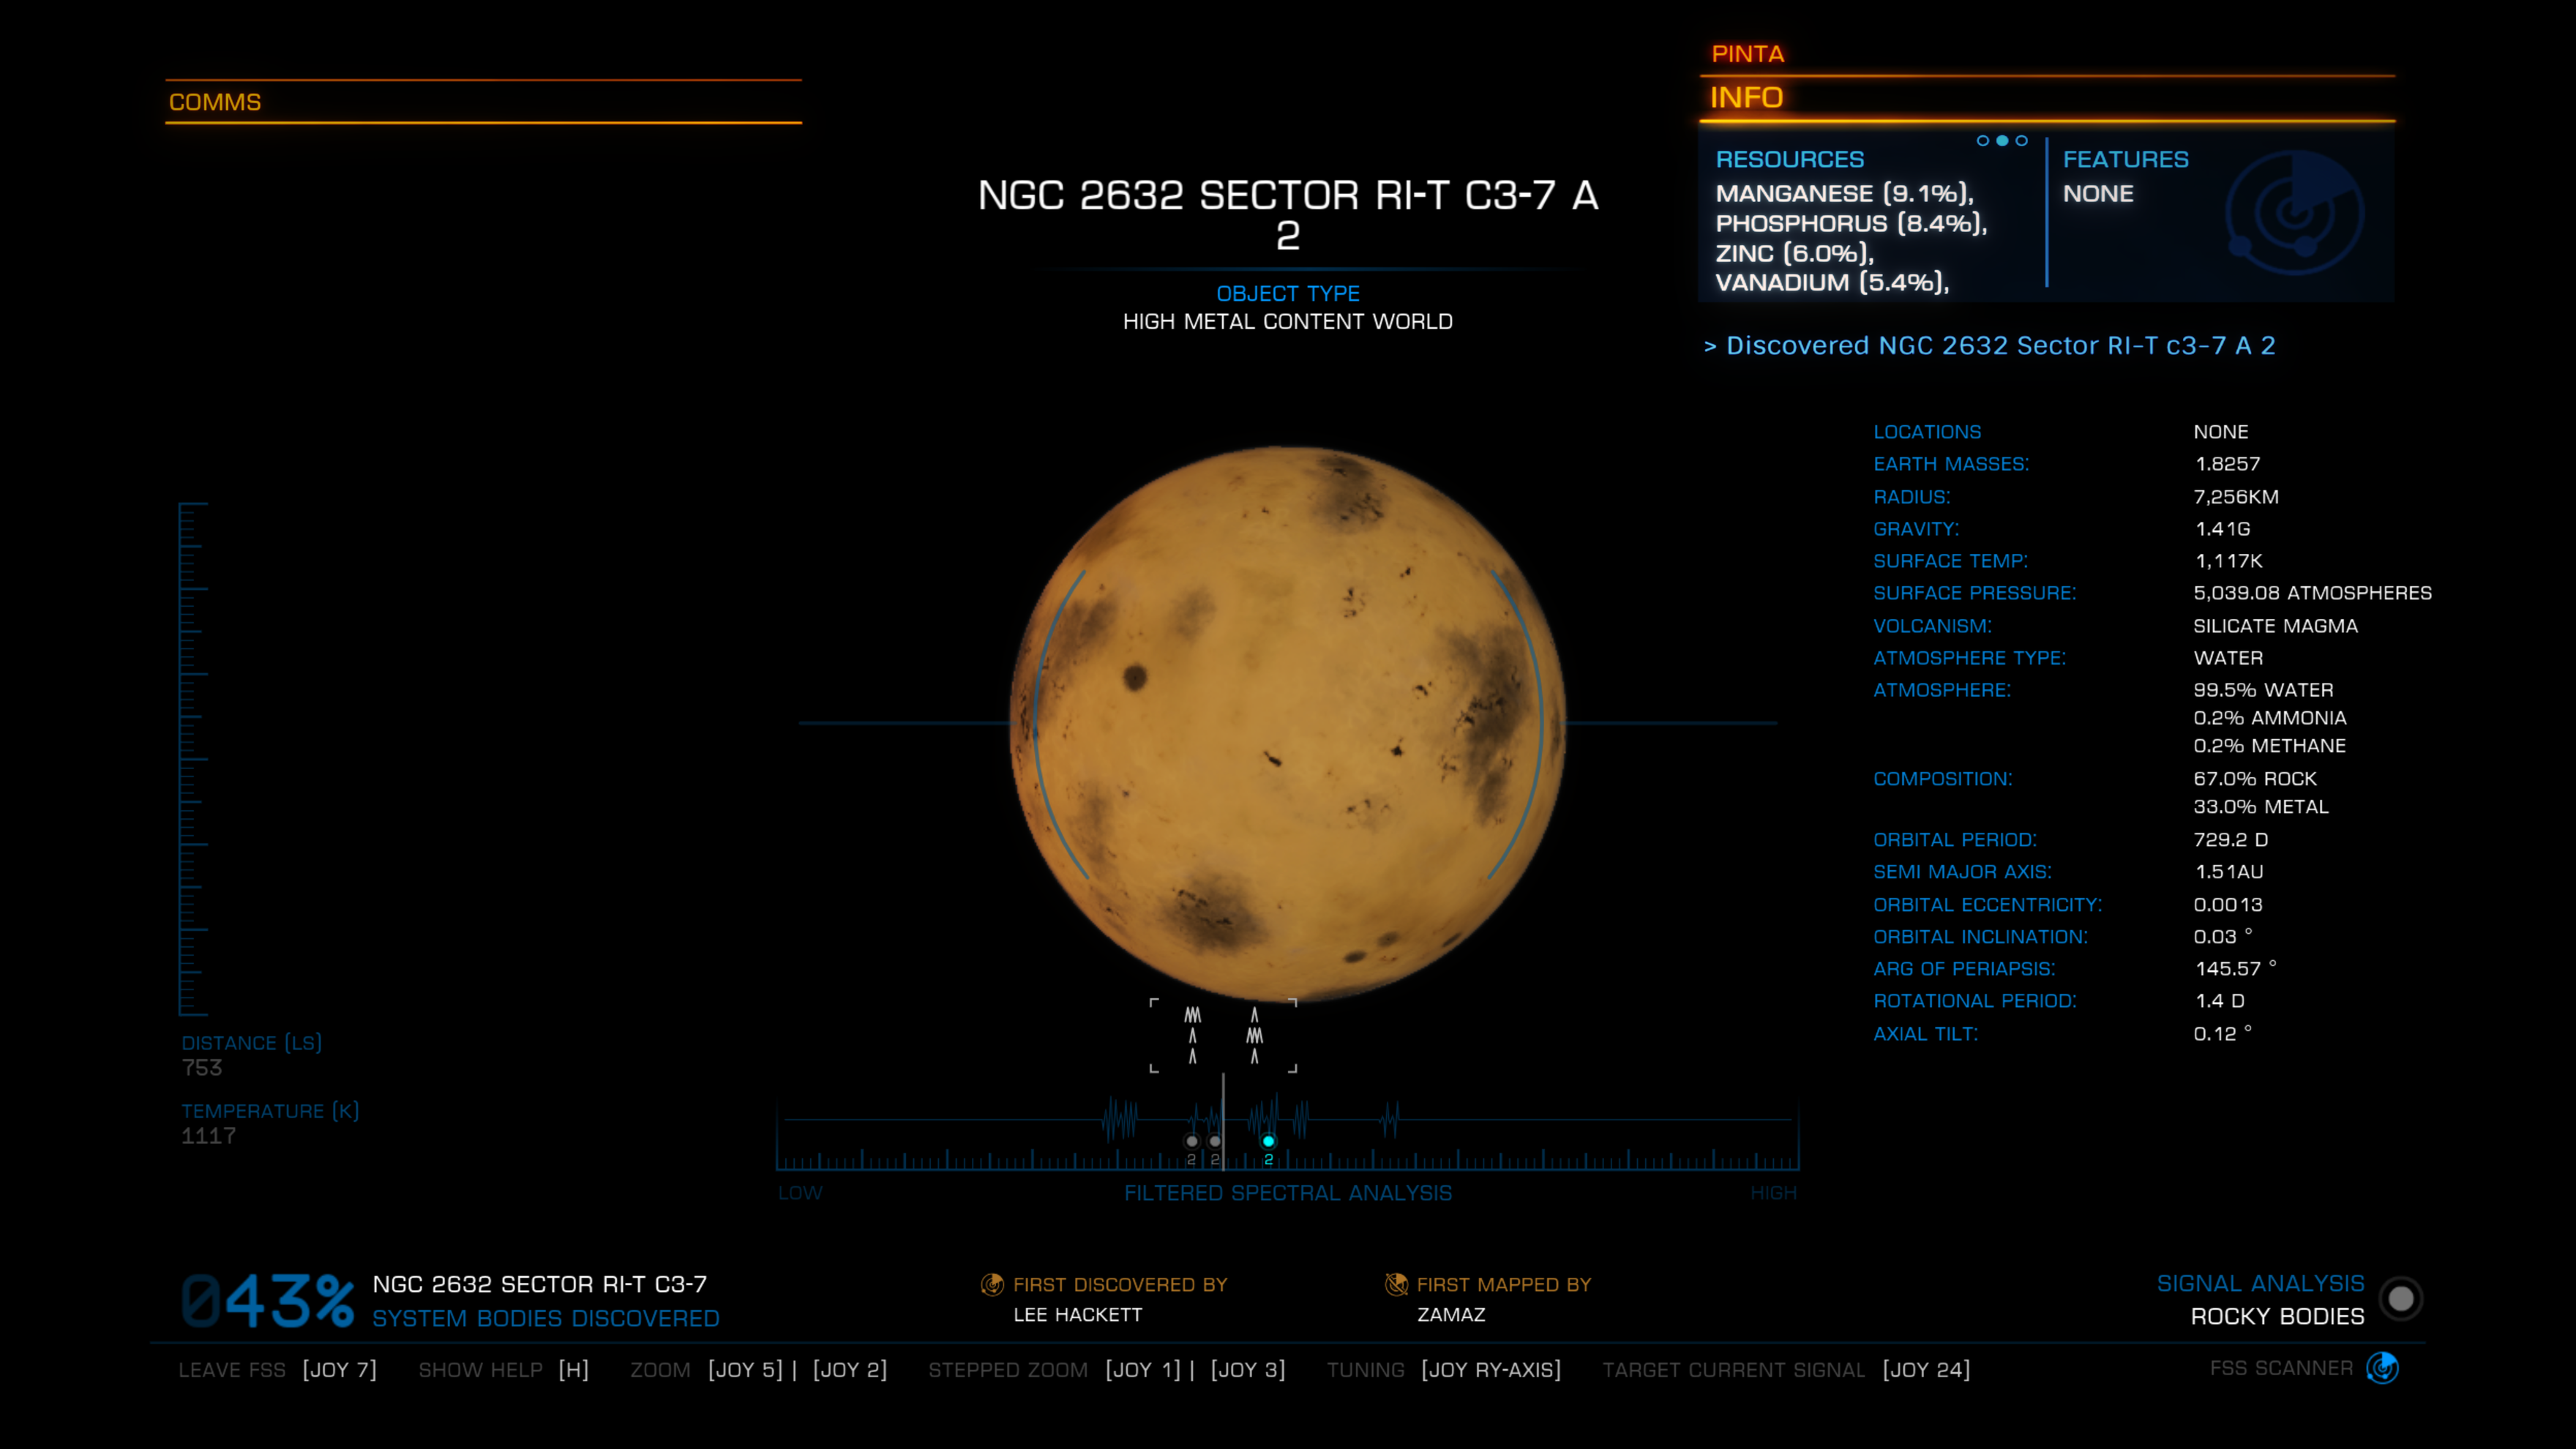 PINTA
COMMS
INFO
RESOURCES
MANGANESE (9.1%),
PHOSPHORUS (8.4%),
ZINC (6.0%),
VANADIUM (5.4%),
FEATURES
NONE
> Discovered NGC 2632 Sector RI-T c3-7 A 2
NGC 2632 SECTOR RI-T C3-7 A
2
OBJECT TYPE
HIGH METAL CONTENT WORLD
LOCATIONS NONE
EARTH MASSES: 1.8257
RADIUS: 7,256KM
GRAVITY: 1.41G
SURFACE TEMP: 1,117K
SURFACE PRESSURE: 5,039.08 ATMOSPHERES
VOLCANISM: SILICATE MAGMA
ATMOSPHERE TYPE: WATER
ATMOSPHERE: 99.5% WATER
0.2% AMMONIA
0.2% METHANE
COMPOSITION: 67.0% ROCK
33.0% METAL
ORBITAL PERIOD: 729.2 D
SEMI MAJOR AXIS: 1.51AU
ORBITAL ECCENTRICITY: 0.0013
ORBITAL INCLINATION: 0.03 °
ARG OF PERIAPSIS: 145.57 °
ROTATIONAL PERIOD: 1.4 D
AXIAL TILT: 0.12 °
DISTANCE (LS)
753
TEMPERATURE (K)
1117
2 2 2
LOW FILTERED SPECTRAL ANALYSIS HIGH
043%
NGC 2632 SECTOR RI-T C3-7
SYSTEM BODIES DISCOVERED
FIRST DISCOVERED BY
LEE HACKETT
FIRST MAPPED BY
ZAMAZ
SIGNAL ANALYSIS
ROCKY BODIES
LEAVE FSS [JOY 7] SHOW HELP [H] ZOOM [JOY 5] | [JOY 2] STEPPED ZOOM [JOY 1] | [JOY 3] TUNING [JOY RY-AXIS] TARGET CURRENT SIGNAL [JOY 24] FSS SCANNER